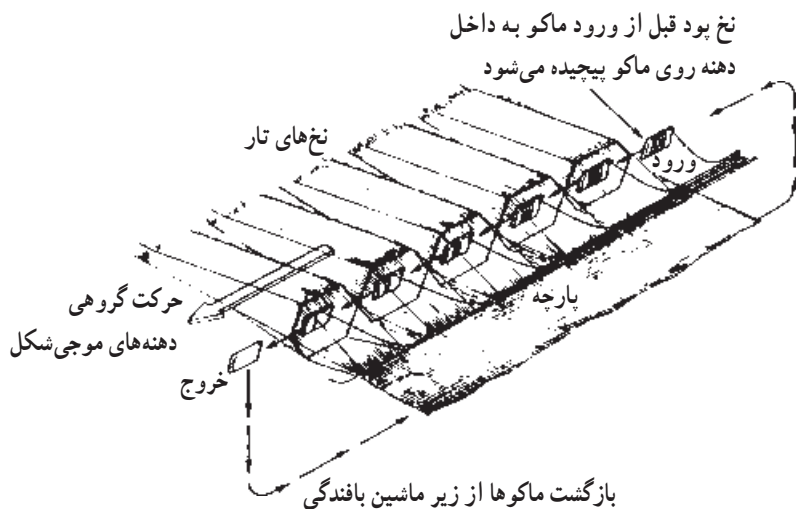 نخ پود قبل از ورود ماکو به داخل
دهنه روی ماکو پیچیده می‌شود
نخ‌های تار
ورود
پارچه
حرکت گروهی
دهنه‌های موجی‌شکل
خروج
بازگشت ماکوها از زیر ماشین بافندگی